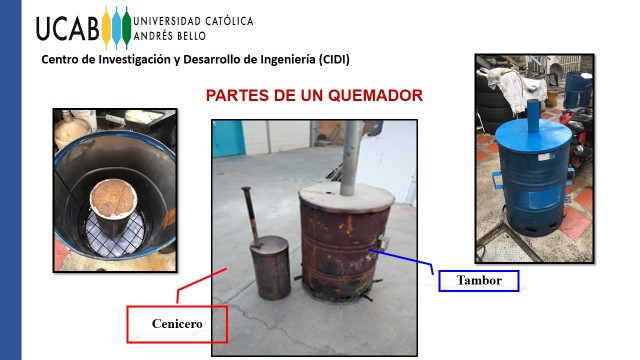 UCAB
UNIVERSIDAD CATÓLICA
ANDRÉS BELLO
Centro de Investigación y Desarrollo de Ingeniería (CIDI)
PARTES DE UN QUEMADOR
Tambor
Cenicero